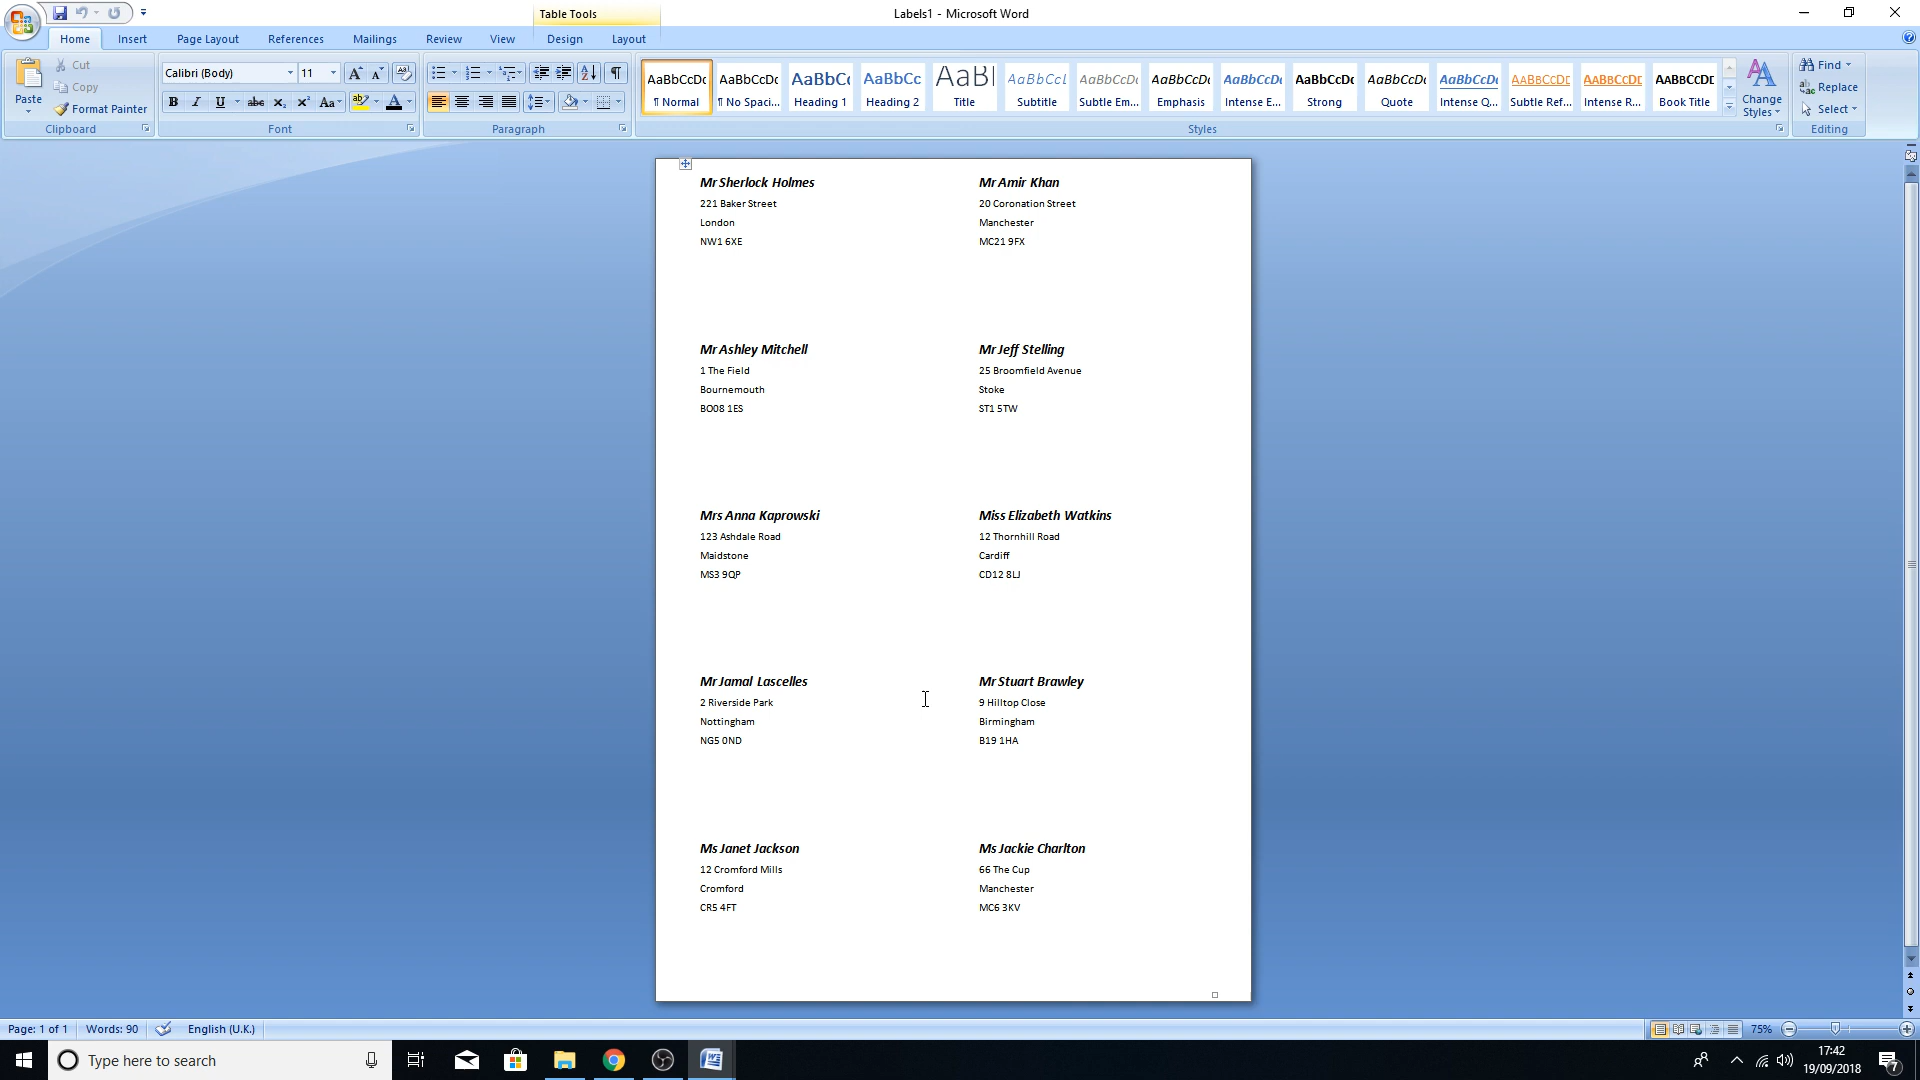 Table Tools
Labels1 - Microsoft Word
Home
Insert
Page Layout
References
Mailings
Review
View
Design
Layout
Paste
Cut
Copy
Format Painter
Clipboard
Calibri (Body)
11
Font
Paragraph
AaBbCcDc
¶ Normal
AaBbCcDc
¶ No Spaci...
AaBbCc
Heading 1
AaBbCc
Heading 2
AaBl
Title
AaBbCcL
Subtitle
AaBbCcDc
Subtle Em...
AaBbCcDc
Emphasis
AaBbCcDc
Intense E...
AaBbCcDc
Strong
AaBbCcDc
Quote
AaBbCcDc
Intense Q...
AABBCCDC
Subtle Ref...
AABBCCDC
Intense R...
AABBCCDC
Book Title
Change
Styles
Styles
Find
Replace
Select
Editing
Mr Sherlock Holmes
221 Baker Street
London
NW1 6XE
Mr Amir Khan
20 Coronation Street
Manchester
MC21 9FX
Mr Ashley Mitchell
1 The Field
Bournemouth
BO08 1ES
Mr Jeff Stelling
25 Broomfield Avenue
Stoke
ST1 5TW
Mrs Anna Kaprowski
123 Ashdale Road
Maidstone
MS3 9QP
Miss Elizabeth Watkins
12 Thornhill Road
Cardiff
CD12 8LJ
Mr Jamal Lascelles
2 Riverside Park
Nottingham
NG5 0ND
Mr Stuart Brawley
9 Hilltop Close
Birmingham
B19 1HA
Ms Janet Jackson
12 Cromford Mills
Cromford
CR5 4FT
Ms Jackie Charlton
66 The Cup
Manchester
MC6 3KV
Page: 1 of 1
Words: 90
English (U.K.)
75%
Type here to search
17:42
19/09/2018
7